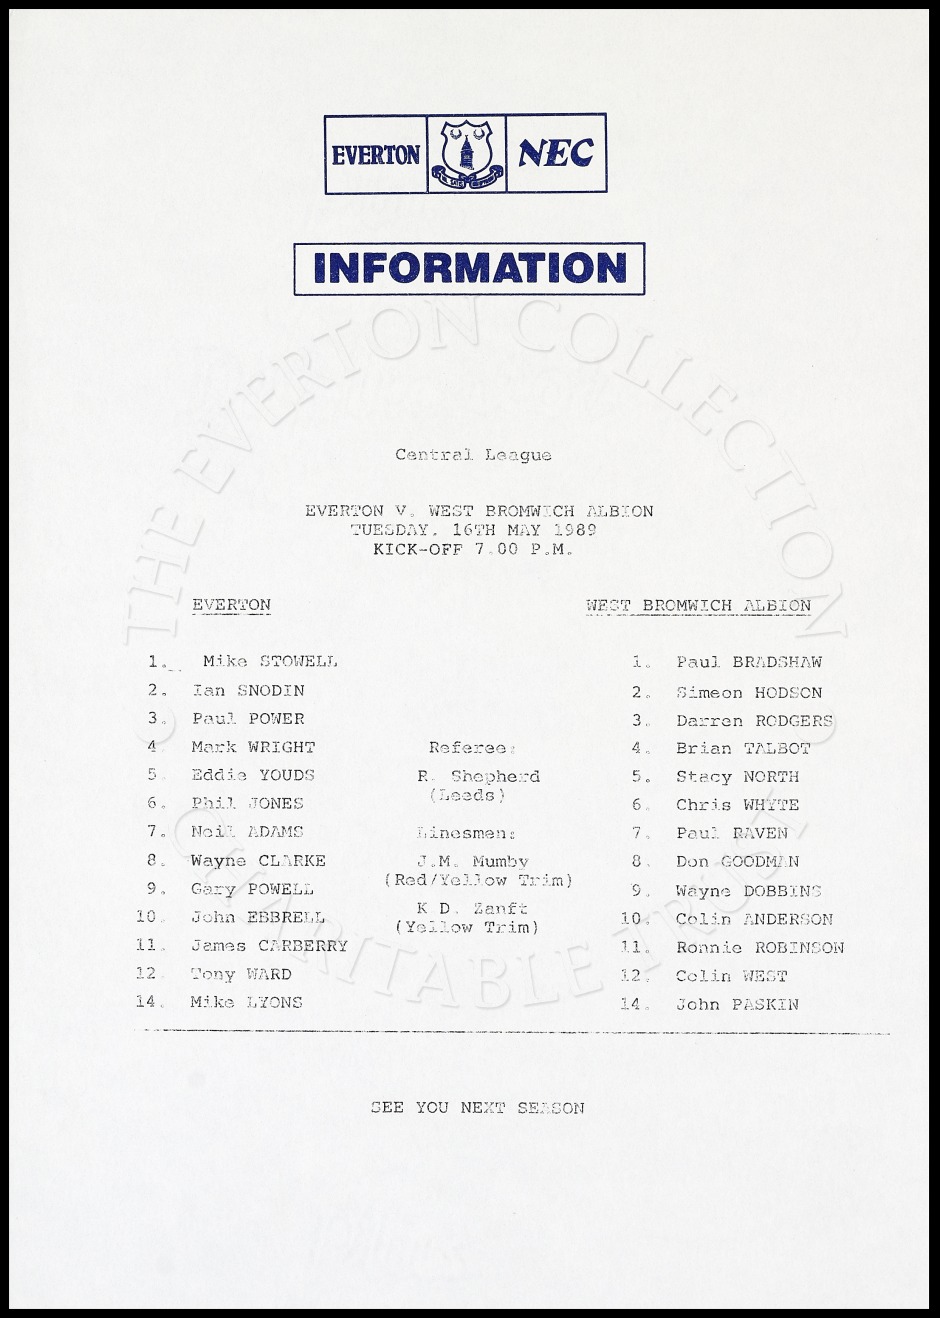 EVERTON NEC
INFORMATION
THE EVERTON COLLECTION
CHARITABLE TRUST
Central League
EVERTON V. WEST BROMWICH ALBION
TUESDAY, 16TH MAY 1989
KICK-OFF 7.00 P.M.
EVERTON
1. Mike STOWELL
2. Ian SNODIN
3. Paul POWER
4 Mark WRIGHT
5 Eddie YOUDS
6. Phil JONES
7. Neil ADAMS
8. Wayne CLARKE
9. Gary POWELL
10. John EBBRELL
11. James CARBERRY
12 Tony WARD
14. Mike LYONS
Referee:
R. Shepherd
(Leeds)
Linesmen:
J.M. Mumby
(Red/Yellow Trim)
K D. Zanft
(Yellow Trim)
WEST BROMWICH ALBION
1. Paul BRADSHAW
2. Simeon HODSON
3. Darren RODGERS
4. Brian TALBOT
5. Stacy NORTH
6. Chris WHYTE
7. Paul RAVEN
8. Don GOODMAN
9. Wayne DOBBINS
10. Colin ANDERSON
11. Ronnie ROBINSON
12. Colin WEST
14. John PASKIN
SEE YOU NEXT SEASON